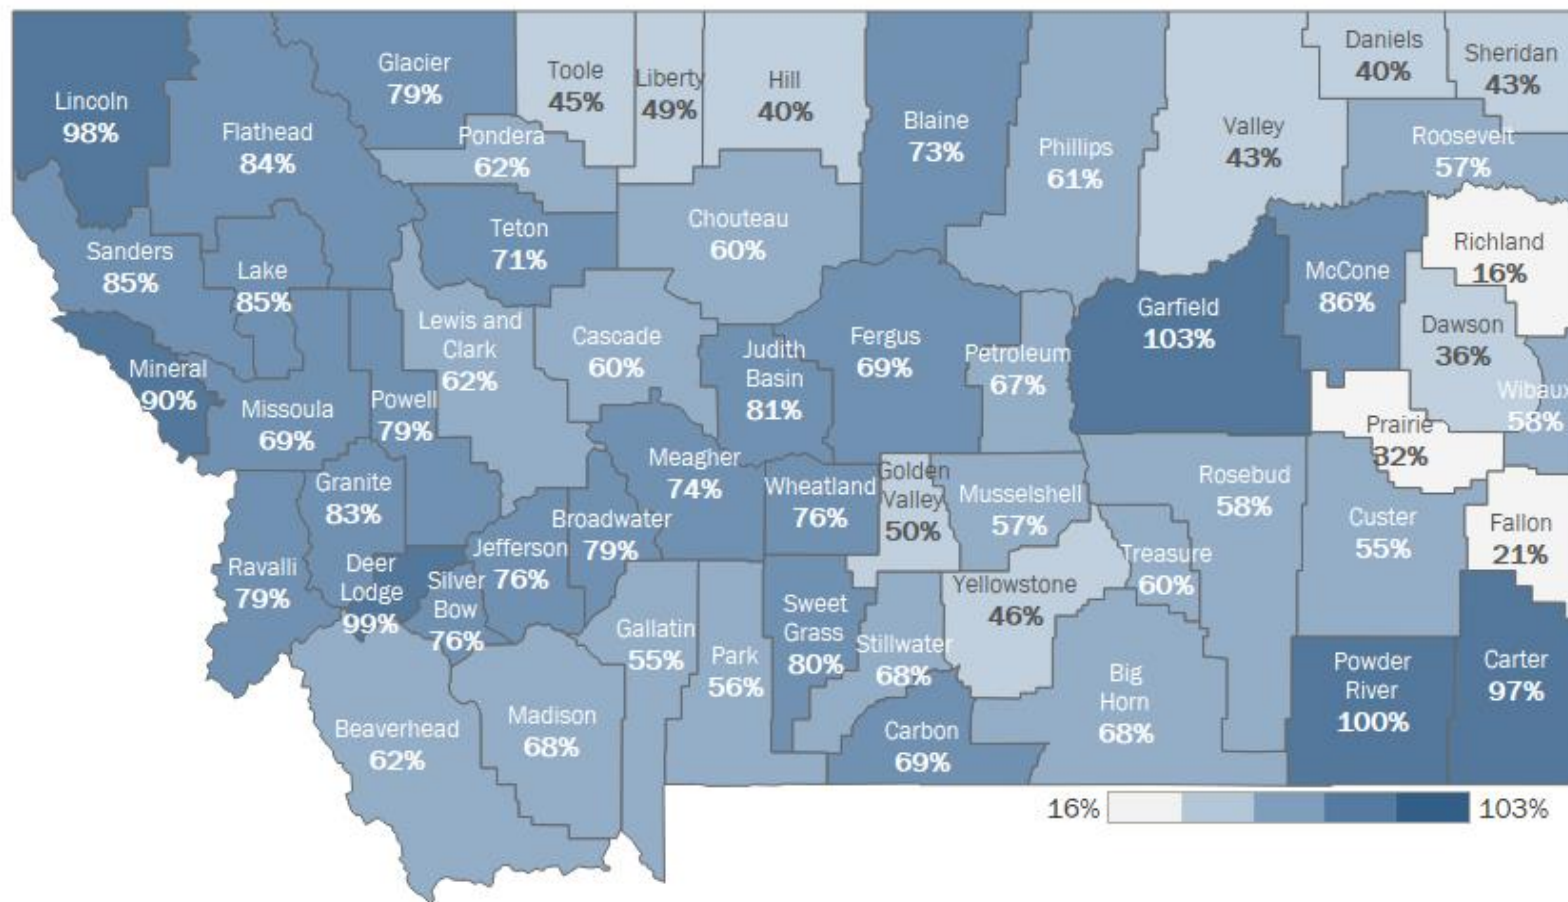 Lincoln
98%
Flathead
84%
Glacier
79%
Pondera
62%
Toole
45%
Liberty
49%
Hill
40%
Blaine
73%
Phillips
61%
Valley
43%
Daniels
40%
Sheridan
43%
Roosevelt
57%
Sanders
85%
Lake
85%
Teton
71%
Chouteau
60%
Garfield
103%
McCone
86%
Richland
16%
Dawson
36%
Wibaux
58%
Mineral
90%
Missoula
69%
Powell
79%
Lewis and
Clark
62%
Cascade
60%
Judith
Basin
81%
Fergus
69%
Petroleum
67%
Prairie
32%
Granite
83%
Meagher
74%
Wheatland
76%
Golden
Valley
50%
Musselshell
57%
Rosebud
58%
Custer
55%
Fallon
21%
Ravalli
79%
Deer
Lodge
99%
Silver
Bow
76%
Jefferson
76%
Broadwater
79%
Gallatin
55%
Park
56%
Sweet
Grass
80%
Stillwater
68%
Yellowstone
46%
Treasure
60%
Beaverhead
62%
Madison
68%
Carbon
69%
Big
Horn
68%
Powder
River
100%
Carter
97%
16%
103%